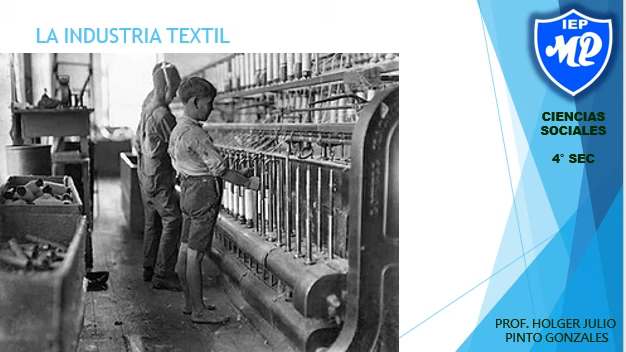 LA INDUSTRIA TEXTIL
IEP
MP
CIENCIAS
SOCIALES
4° SEC
PROF. HOLGER JULIO
PINTO GONZALES